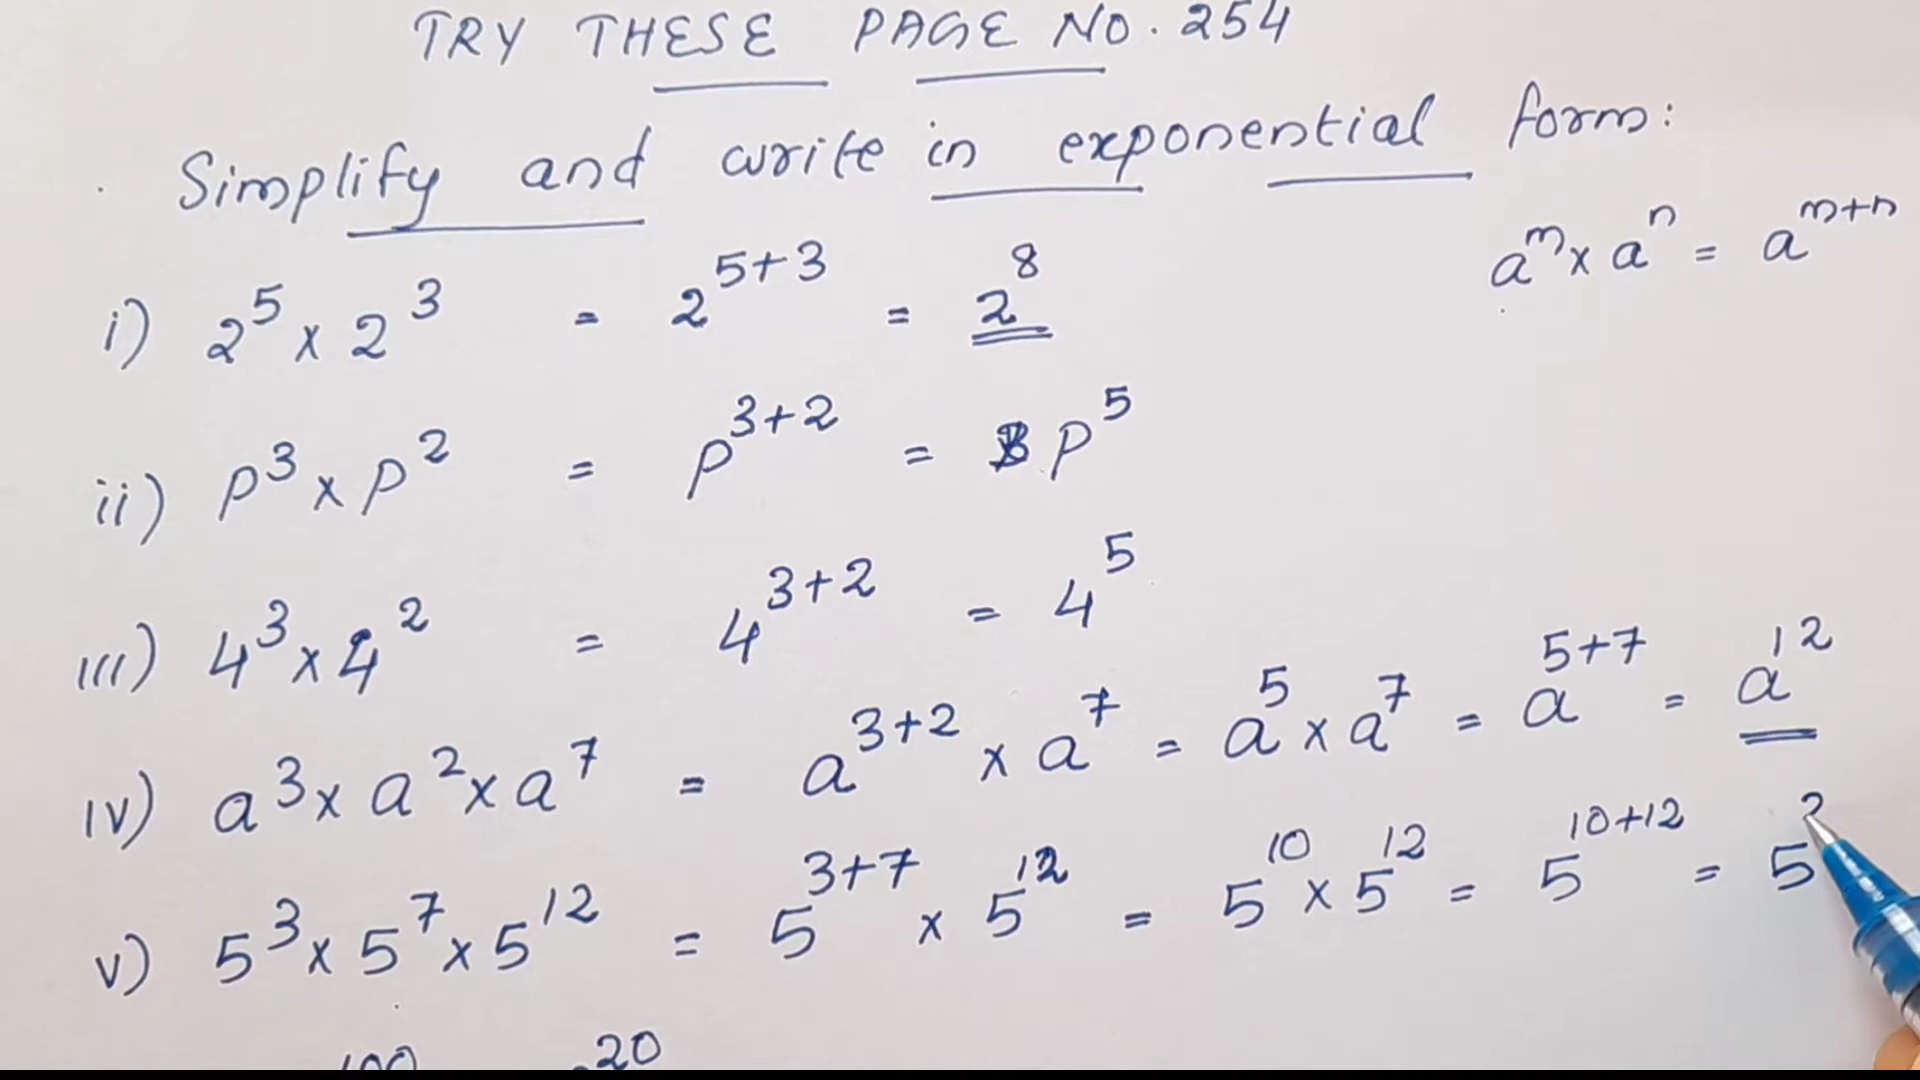 TRY THESE PAGE NO. 254
Simplify and write in exponential form:
a^m × a^n = a^{m+n}
i) 2^5 × 2^3 = 2^{5+3} = 2^8
ii) p^3 × p^2 = p^{3+2} = p^5
iii) 4^3 × 4^2 = 4^{3+2} = 4^5
iv) a^3 × a^2 × a^7 = a^{3+2} × a^7 = a^5 × a^7 = a^{5+7} = a^{12}
v) 5^3 × 5^7 × 5^{12} = 5^{3+7} × 5^{12} = 5^{10} × 5^{12} = 5^{10+12} = 5^2
100 20